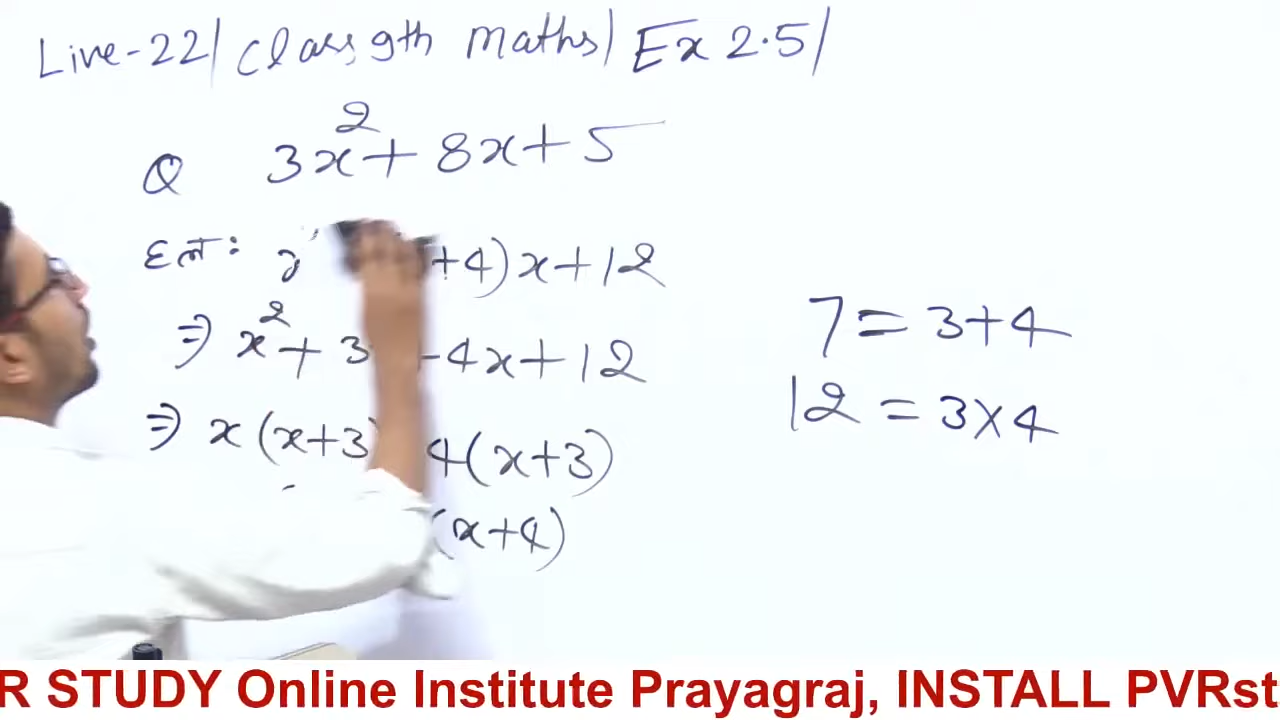 Live-22| Class 9th maths| Ex 2.5|
Q 3x²+ 8x+5
हल: +4)x+12
⇒ x²+ 3 4x+12
⇒ x(x+3) 4(x+3)
(x+4)
7=3+4
12=3×4
R STUDY Online Institute Prayagraj, INSTALL PVRst